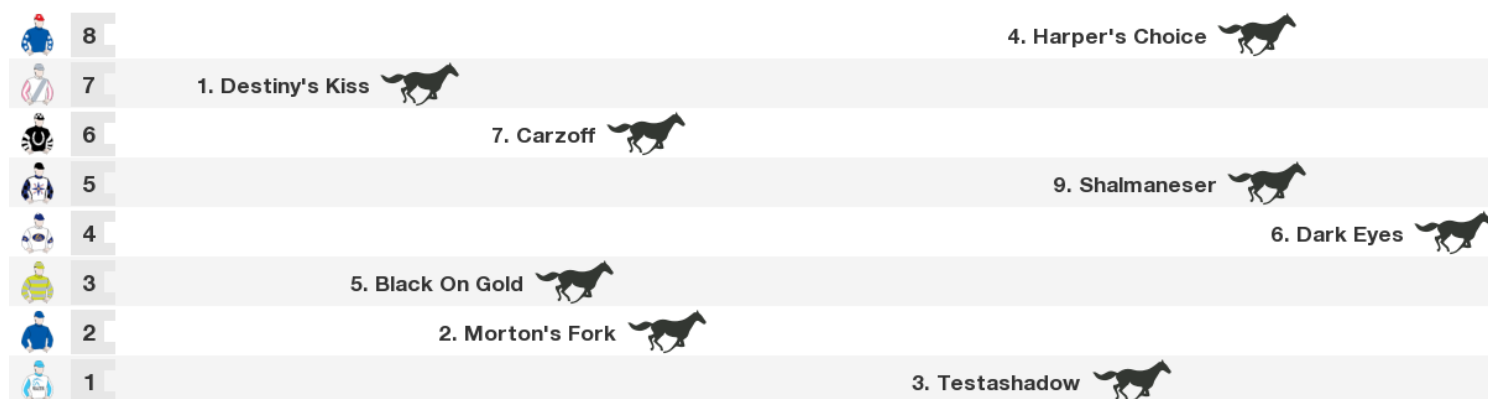 8 4. Harper's Choice
7 1. Destiny's Kiss
6 7. Carzoff
5 9. Shalmaneser
4 6. Dark Eyes
3 5. Black On Gold
2 2. Morton's Fork
1 3. Testashadow